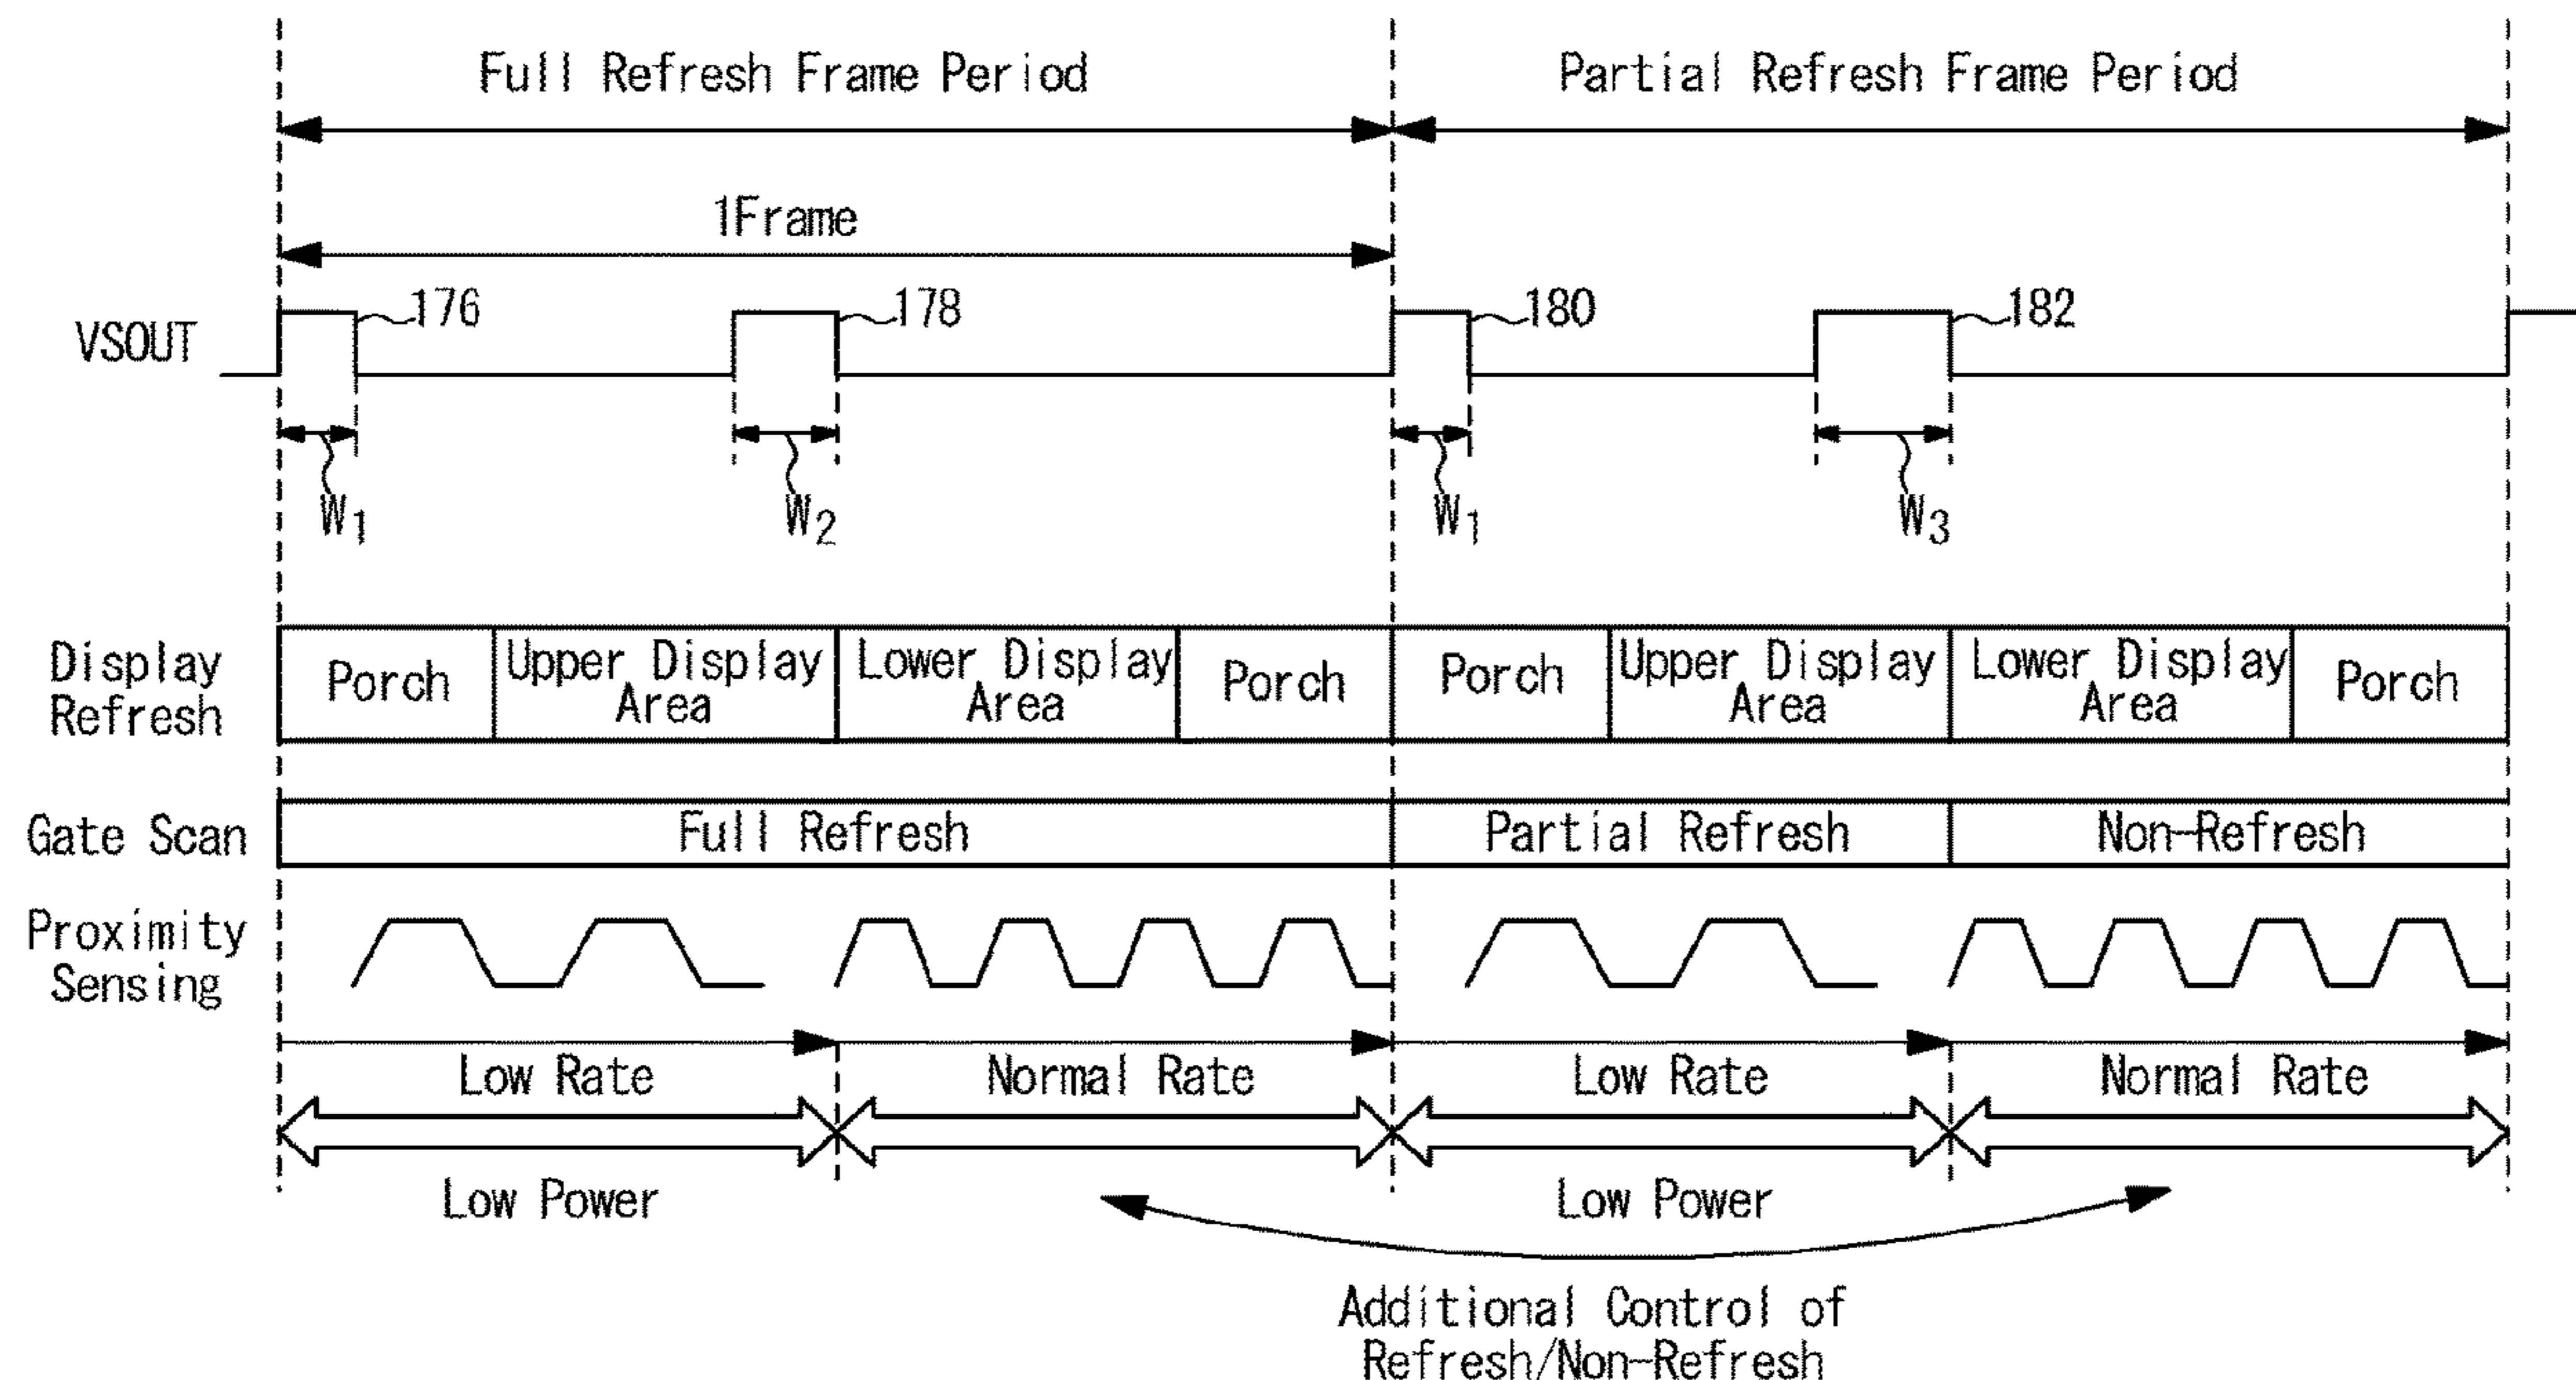 Full Refresh Frame Period
Partial Refresh Frame Period
1Frame
VSOUT
176
178
180
182
W1
W2
W1
W3
Display
Refresh
Porch
Upper Display
Area
Lower Display
Area
Porch
Porch
Upper Display
Area
Lower Display
Area
Porch
Gate Scan
Full Refresh
Partial Refresh
Non-Refresh
Proximity
Sensing
Low Rate
Normal Rate
Low Rate
Normal Rate
Low Power
Low Power
Additional Control of
Refresh/Non-Refresh